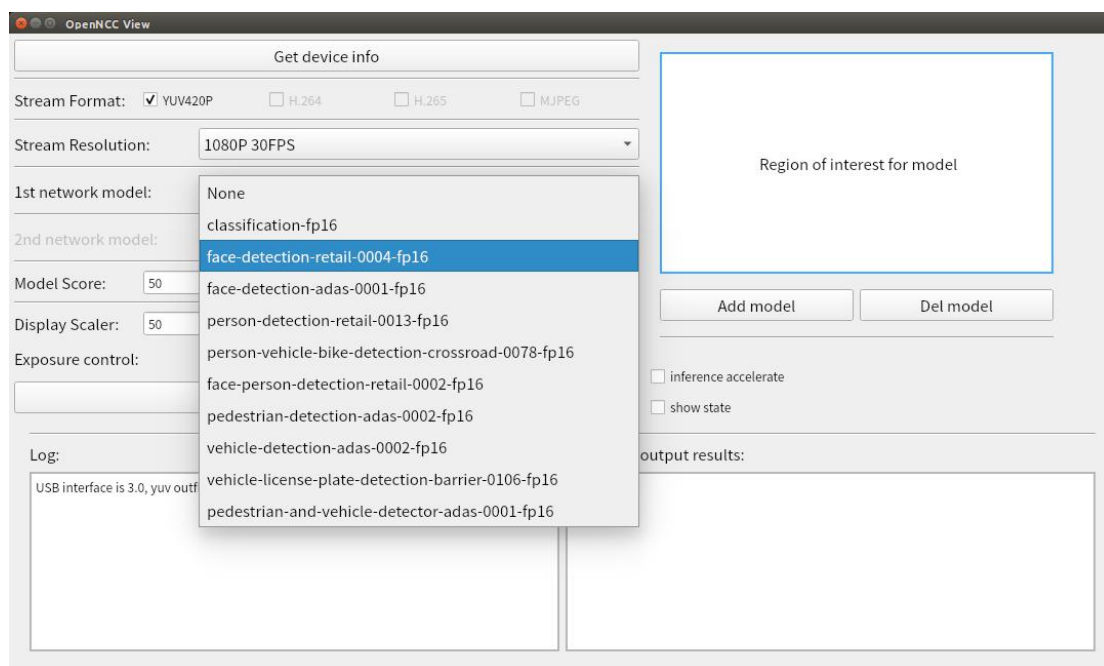 OpenNCC View
Get device info
Stream Format: YUV420P H.264 H.265 MJPEG
Stream Resolution: 1080P 30FPS
Region of interest for model
1st network model:
None
classification-fp16
2nd network model:
face-detection-retail-0004-fp16
Model Score: 50
face-detection-adas-0001-fp16
Add model Del model
Display Scaler: 50
person-detection-retail-0013-fp16
Exposure control:
person-vehicle-bike-detection-crossroad-0078-fp16
inference accelerate
face-person-detection-retail-0002-fp16
show state
pedestrian-detection-adas-0002-fp16
vehicle-detection-adas-0002-fp16
Log:
output results:
vehicle-license-plate-detection-barrier-0106-fp16
USB interface is 3.0, yuv
pedestrian-and-vehicle-detector-adas-0001-fp16